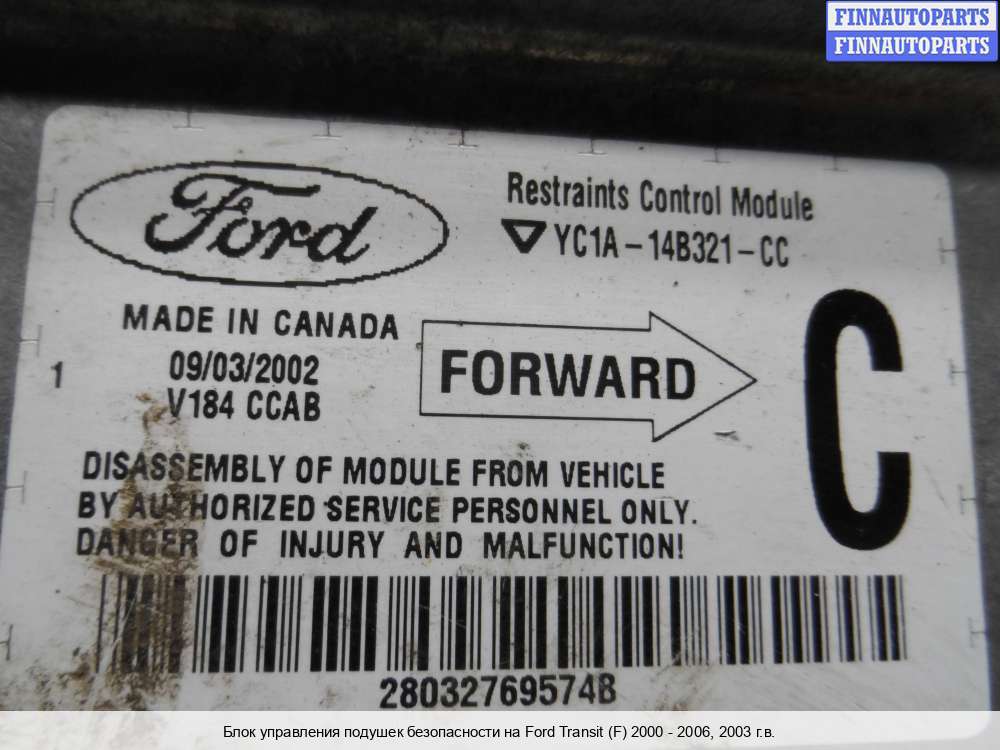 FINNAUTOPARTS
FINNAUTOPARTS
Ford
Restraints Control Module
YC1A-14B321-CC
MADE IN CANADA
09/03/2002
V184 CCAB
1
FORWARD
C
DISASSEMBLY OF MODULE FROM VEHICLE
BY AUTHORIZED SERVICE PERSONNEL ONLY.
DANGER OF INJURY AND MALFUNCTION!
28032769574B
Блок управления подушек безопасности на Ford Transit (F) 2000 - 2006, 2003 г.в.